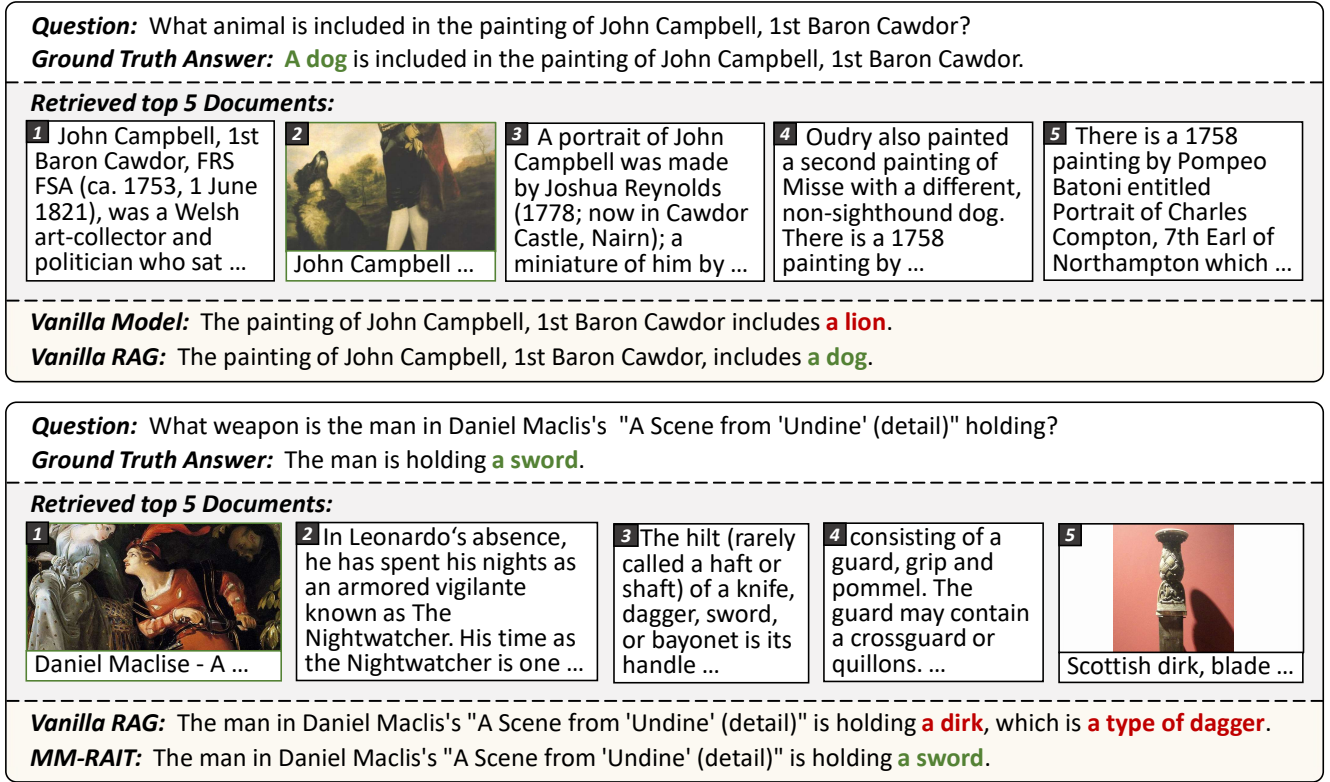 Question: What animal is included in the painting of John Campbell, 1st Baron Cawdor?
Ground Truth Answer: A dog is included in the painting of John Campbell, 1st Baron Cawdor.
Retrieved top 5 Documents:
1 John Campbell, 1st
Baron Cawdor, FRS
FSA (ca. 1753, 1 June
1821), was a Welsh
art-collector and
politician who sat ...
2
John Campbell ...
3 A portrait of John
Campbell was made
by Joshua Reynolds
(1778; now in Cawdor
Castle, Nairn); a
miniature of him by ...
4 Oudry also painted
a second painting of
Misse with a different,
non-sighthound dog.
There is a 1758
painting by ...
5 There is a 1758
painting by Pompeo
Batoni entitled
Portrait of Charles
Compton, 7th Earl of
Northampton which ...
Vanilla Model: The painting of John Campbell, 1st Baron Cawdor includes a lion.
Vanilla RAG: The painting of John Campbell, 1st Baron Cawdor, includes a dog.
Question: What weapon is the man in Daniel Maclis's "A Scene from 'Undine' (detail)" holding?
Ground Truth Answer: The man is holding a sword.
Retrieved top 5 Documents:
1
Daniel Maclise - A ...
2 In Leonardo‘s absence,
he has spent his nights as
an armored vigilante
known as The
Nightwatcher. His time as
the Nightwatcher is one ...
3 The hilt (rarely
called a haft or
shaft) of a knife,
dagger, sword,
or bayonet is its
handle ...
4 consisting of a
guard, grip and
pommel. The
guard may contain
a crossguard or
quillons. ...
5
Scottish dirk, blade ...
Vanilla RAG: The man in Daniel Maclis's "A Scene from 'Undine' (detail)" is holding a dirk, which is a type of dagger.
MM-RAIT: The man in Daniel Maclis's "A Scene from 'Undine' (detail)" is holding a sword.